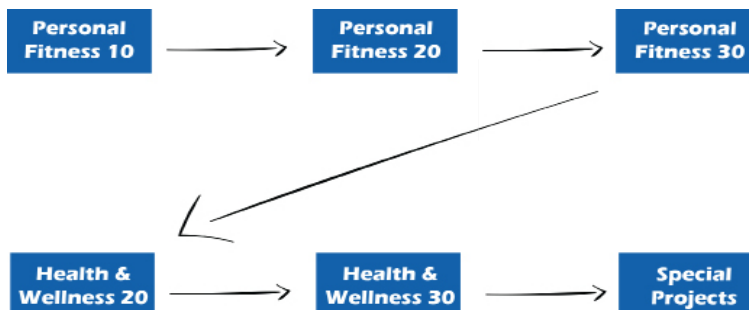 Personal
Fitness 10
Personal
Fitness 20
Personal
Fitness 30
Health &
Wellness 20
Health &
Wellness 30
Special
Projects